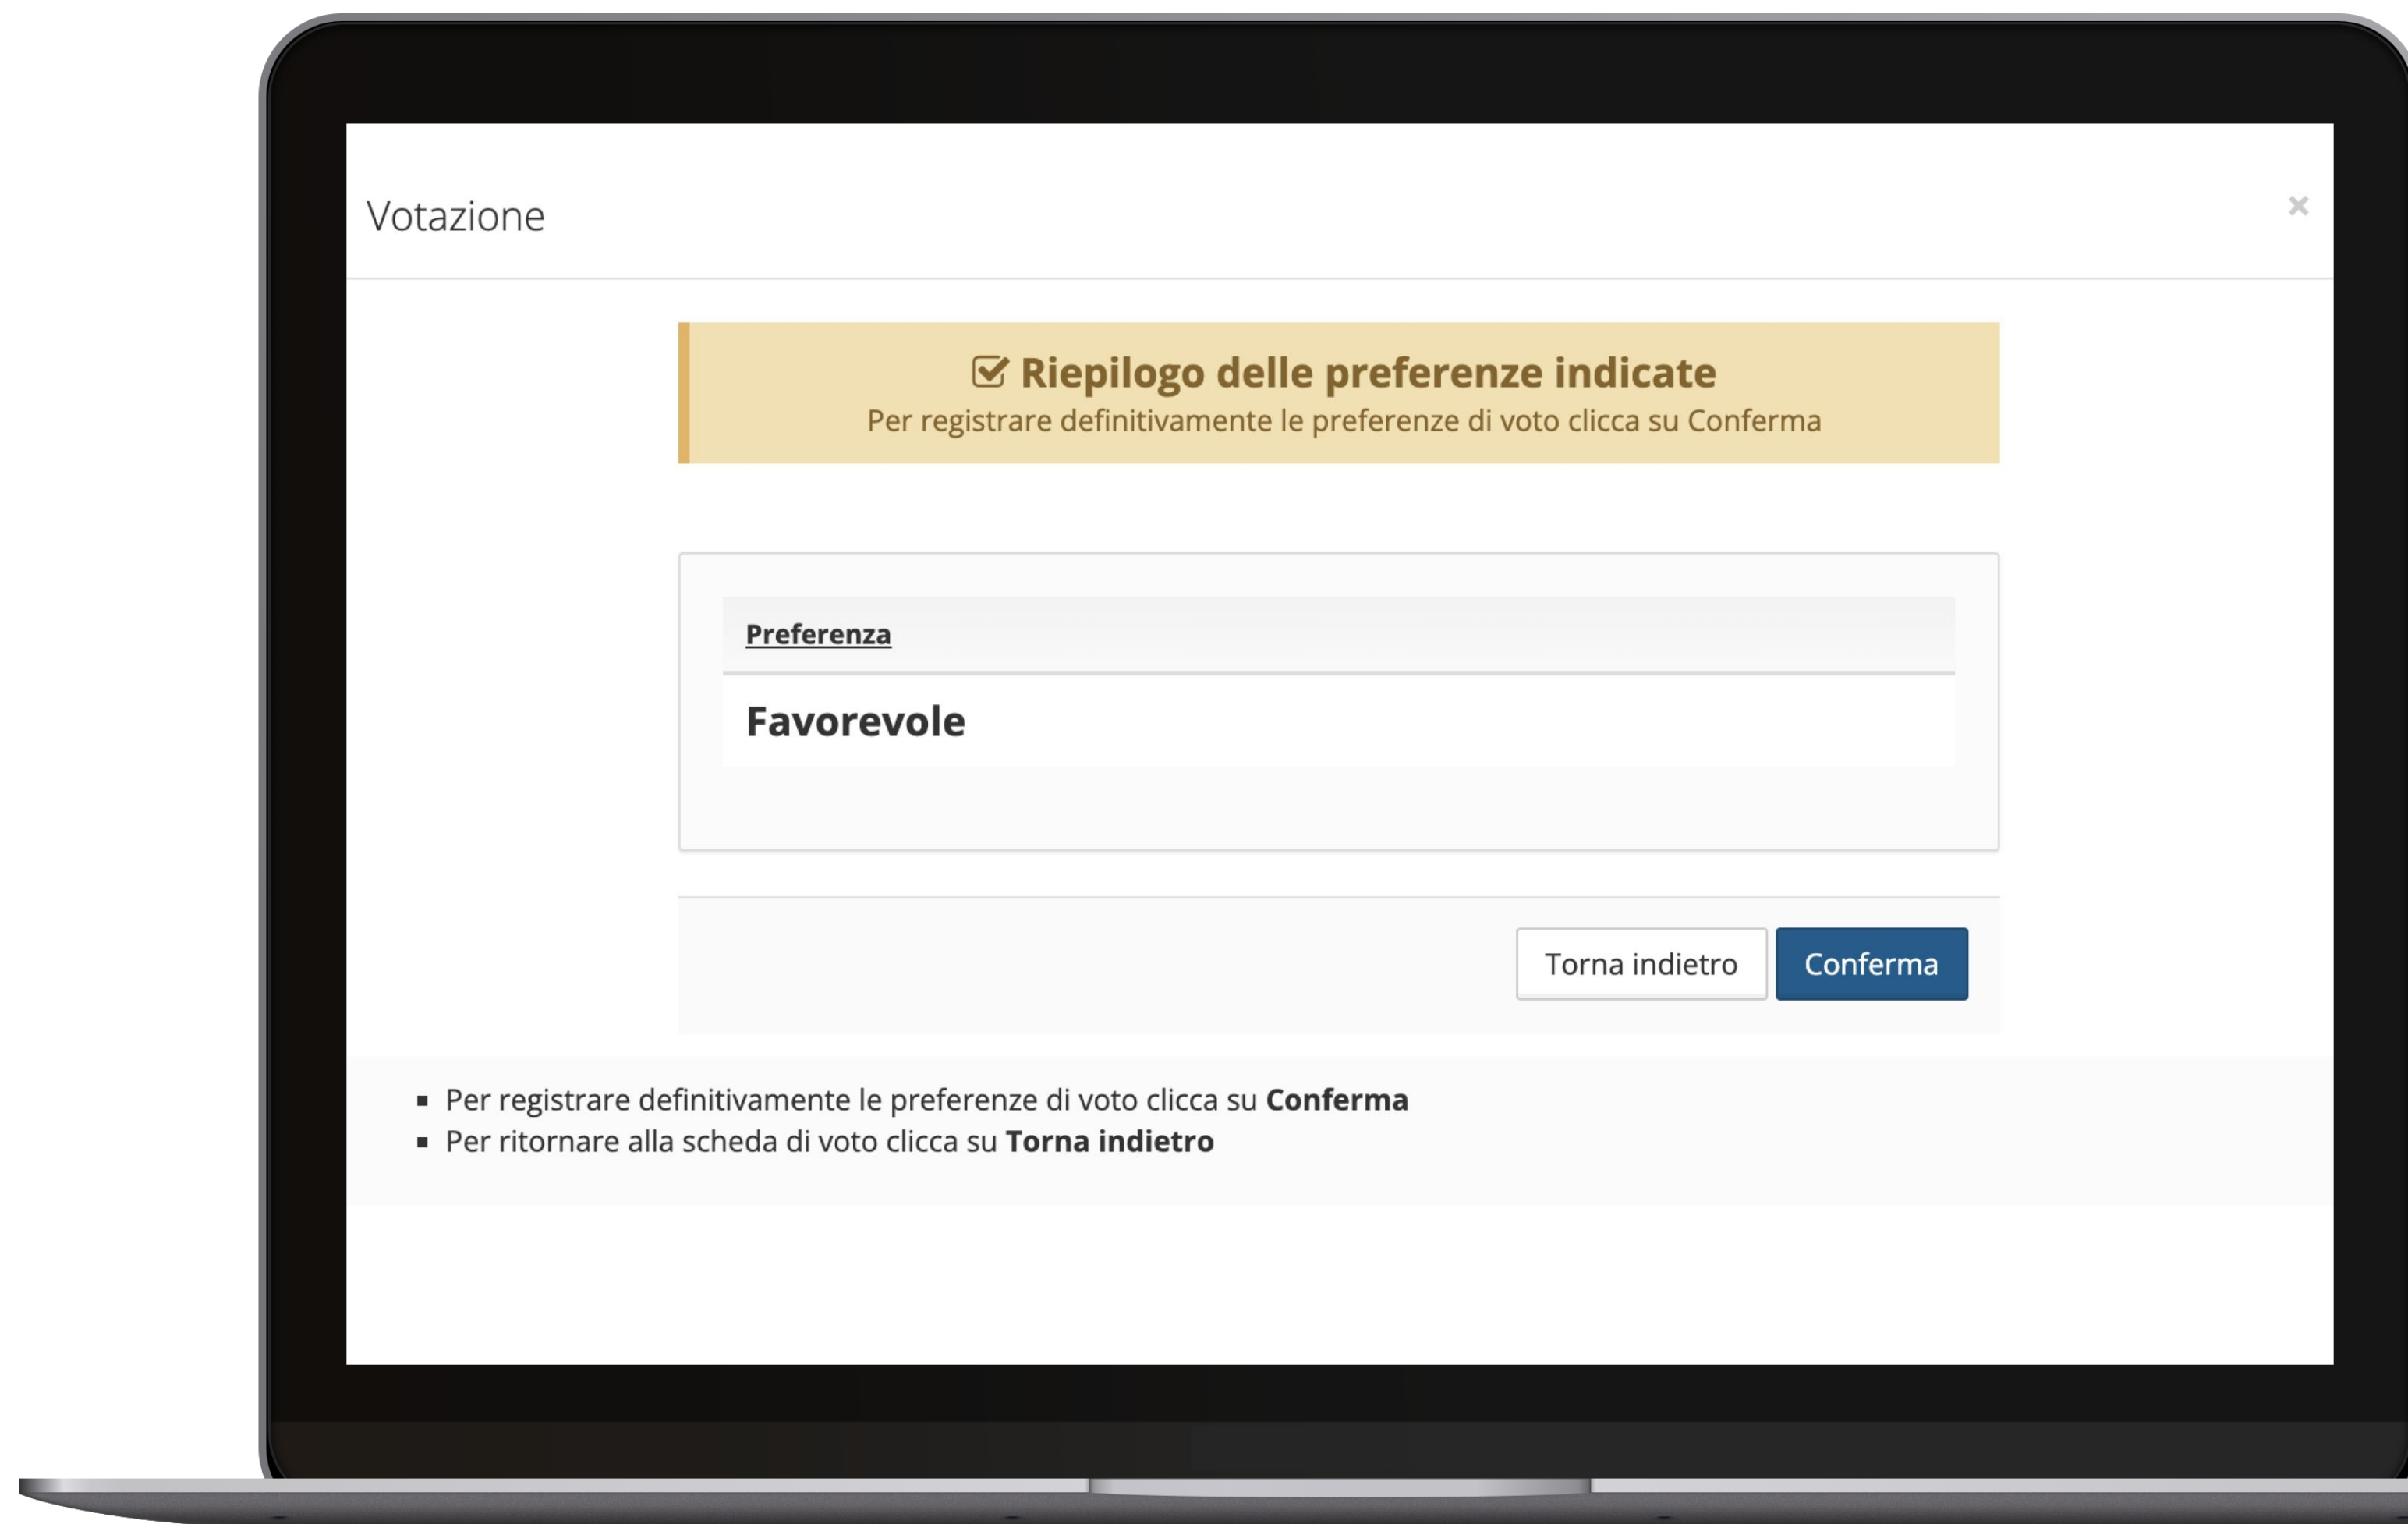 Votazione
Riepilogo delle preferenze indicate
Per registrare definitivamente le preferenze di voto clicca su Conferma
Preferenza
Favorevole
Torna indietro Conferma
Per registrare definitivamente le preferenze di voto clicca su Conferma
Per ritornare alla scheda di voto clicca su Torna indietro